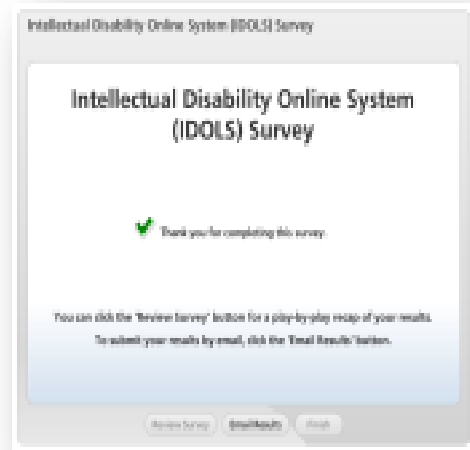 Intellectual Disability Online System (IDOLS) Survey
Intellectual Disability Online System
(IDOLS) Survey
Thank you for completing this survey.
You can click the 'Review Survey' button for a play-by-play recap of your results.
To submit your results by email, click the 'Email Results' button.
Review Survey Email Results Finish